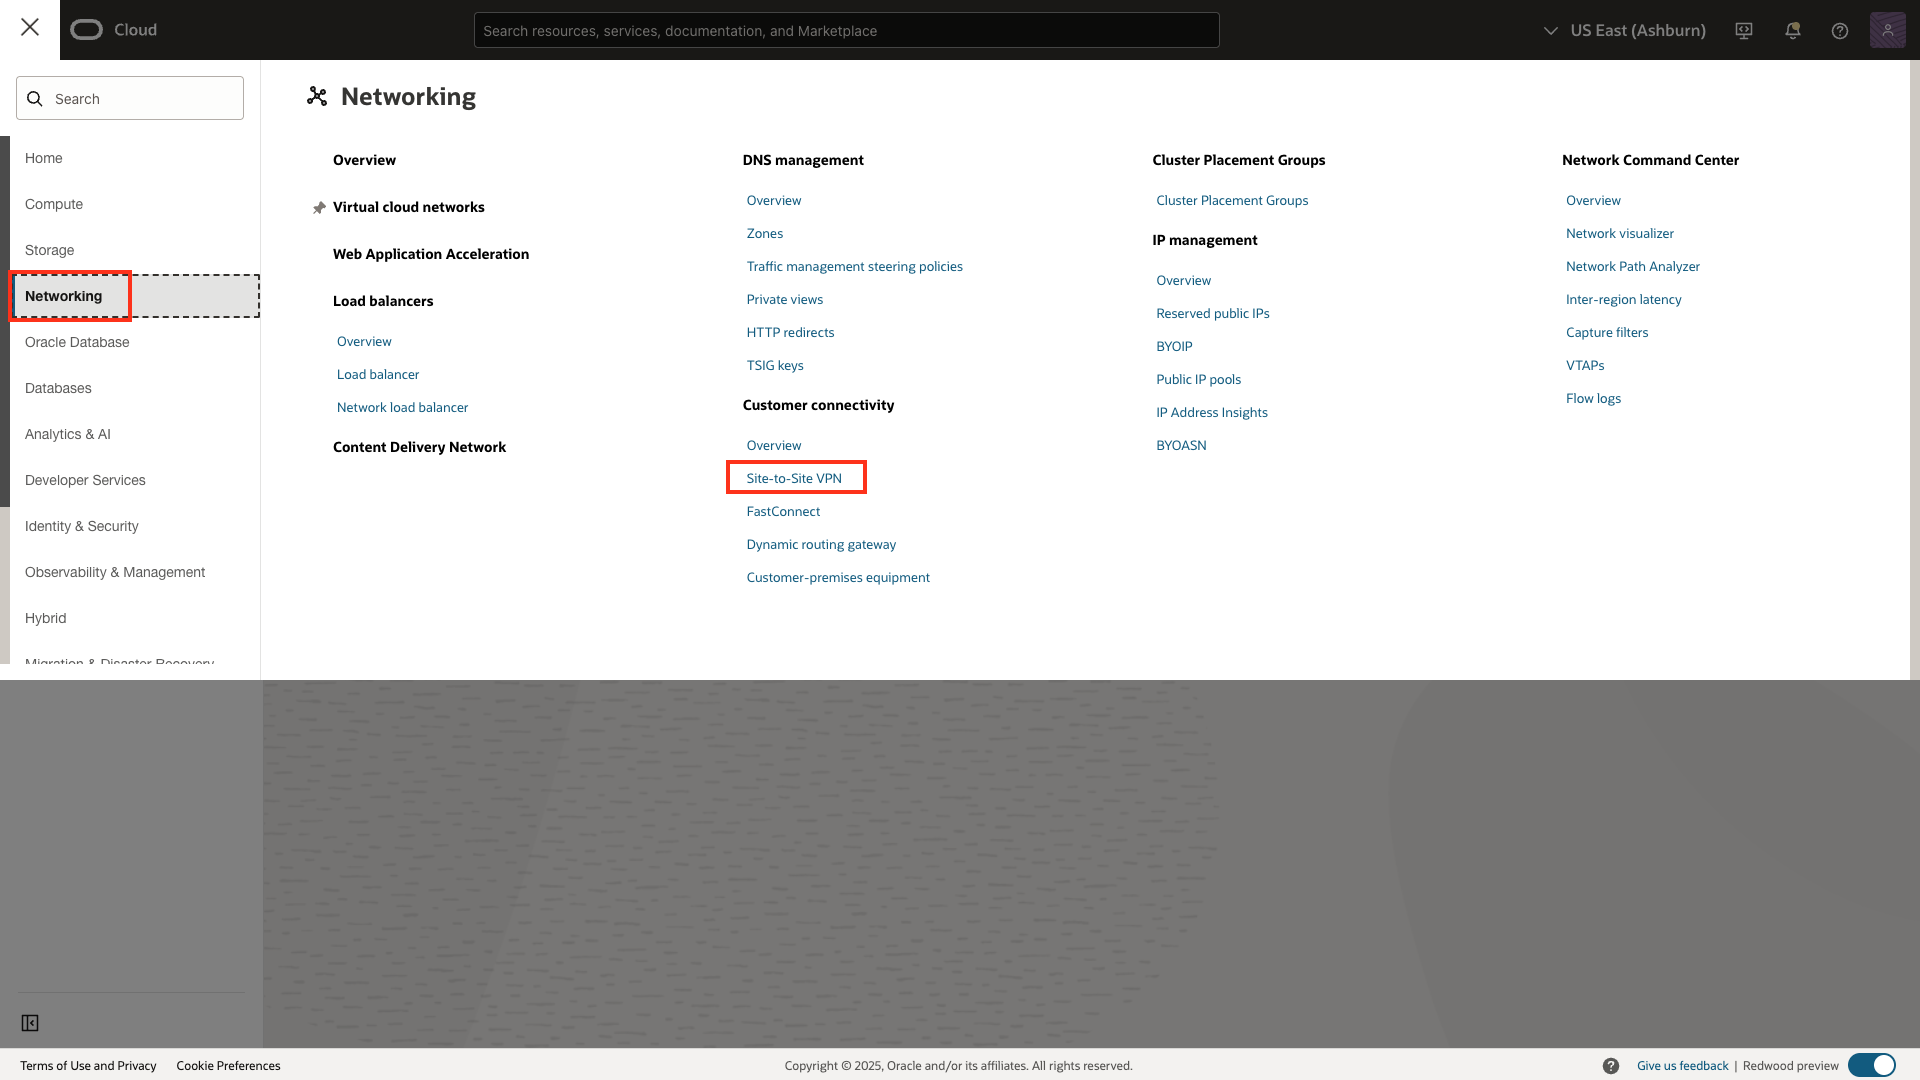 Cloud
Search resources, services, documentation, and Marketplace
US East (Ashburn)
Search
Home
Compute
Storage
Networking
Oracle Database
Databases
Analytics & AI
Developer Services
Identity & Security
Observability & Management
Hybrid
Migration & Disaster Recovery
Networking
Overview
Virtual cloud networks
Web Application Acceleration
Load balancers
Overview
Load balancer
Network load balancer
Content Delivery Network
DNS management
Overview
Zones
Traffic management steering policies
Private views
HTTP redirects
TSIG keys
Customer connectivity
Overview
Site-to-Site VPN
FastConnect
Dynamic routing gateway
Customer-premises equipment
Cluster Placement Groups
Cluster Placement Groups
IP management
Overview
Reserved public IPs
BYOIP
Public IP pools
IP Address Insights
BYOASN
Network Command Center
Overview
Network visualizer
Network Path Analyzer
Inter-region latency
Capture filters
VTAPs
Flow logs
Terms of Use and Privacy
Cookie Preferences
Copyright © 2025, Oracle and/or its affiliates. All rights reserved.
Give us feedback | Redwood preview